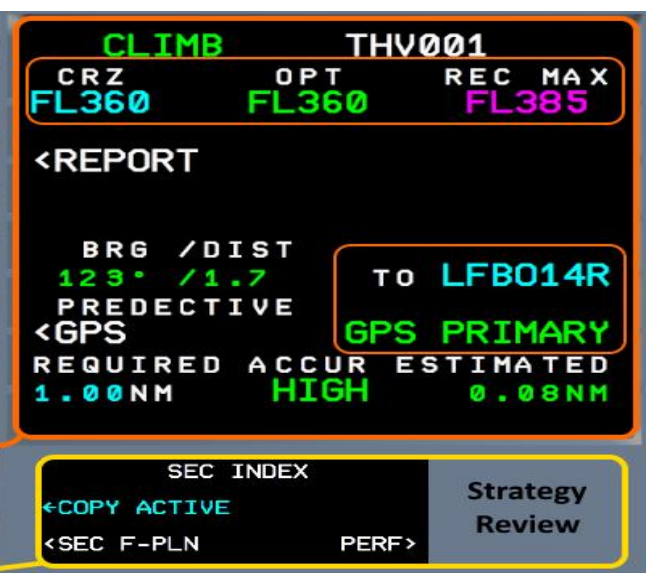 CLIMB THV001
CRZ OPT REC MAX
FL360 FL360 FL385
<REPORT
BRG /DIST
123° /1.7 TO LFBO14R
PREDECTIVE
<GPS GPS PRIMARY
REQUIRED ACCUR ESTIMATED
1.00NM HIGH 0.08NM
SEC INDEX
←COPY ACTIVE
<SEC F-PLN PERF>
Strategy
Review